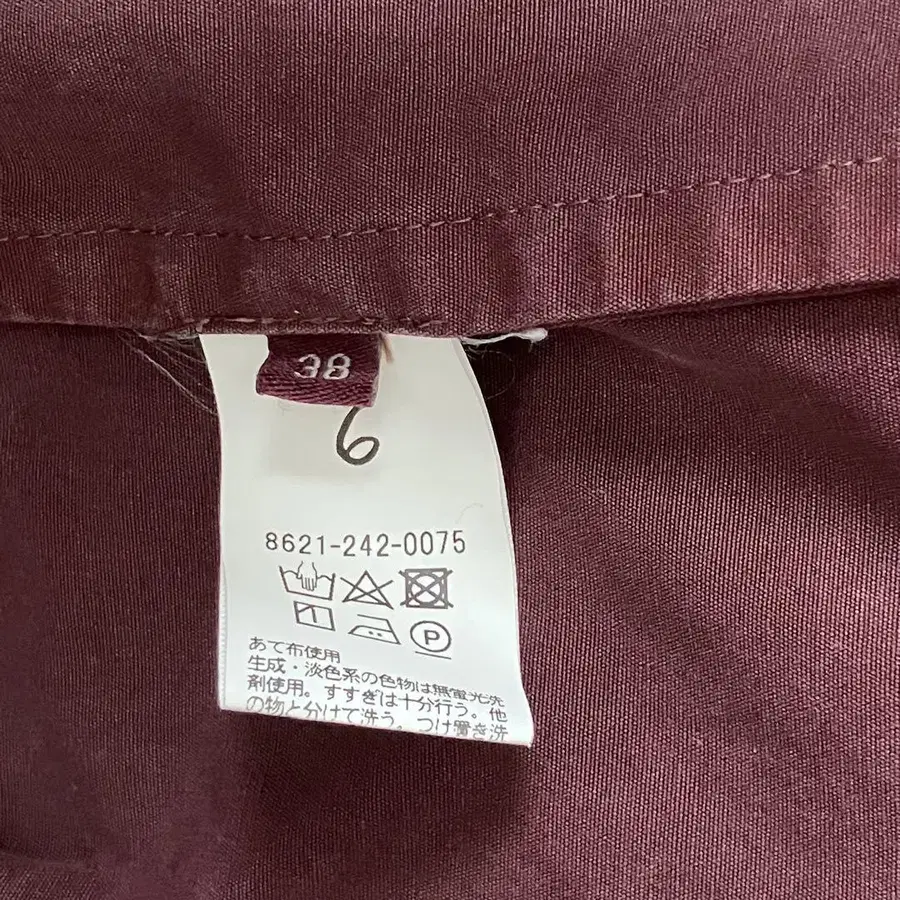 38
6
8621-242-0075
1
P
あて布使用
生成・淡色系の色物は無蛍光洗
剤使用。すすぎは十分行う。他
の物と分けて洗う。つけ置き洗